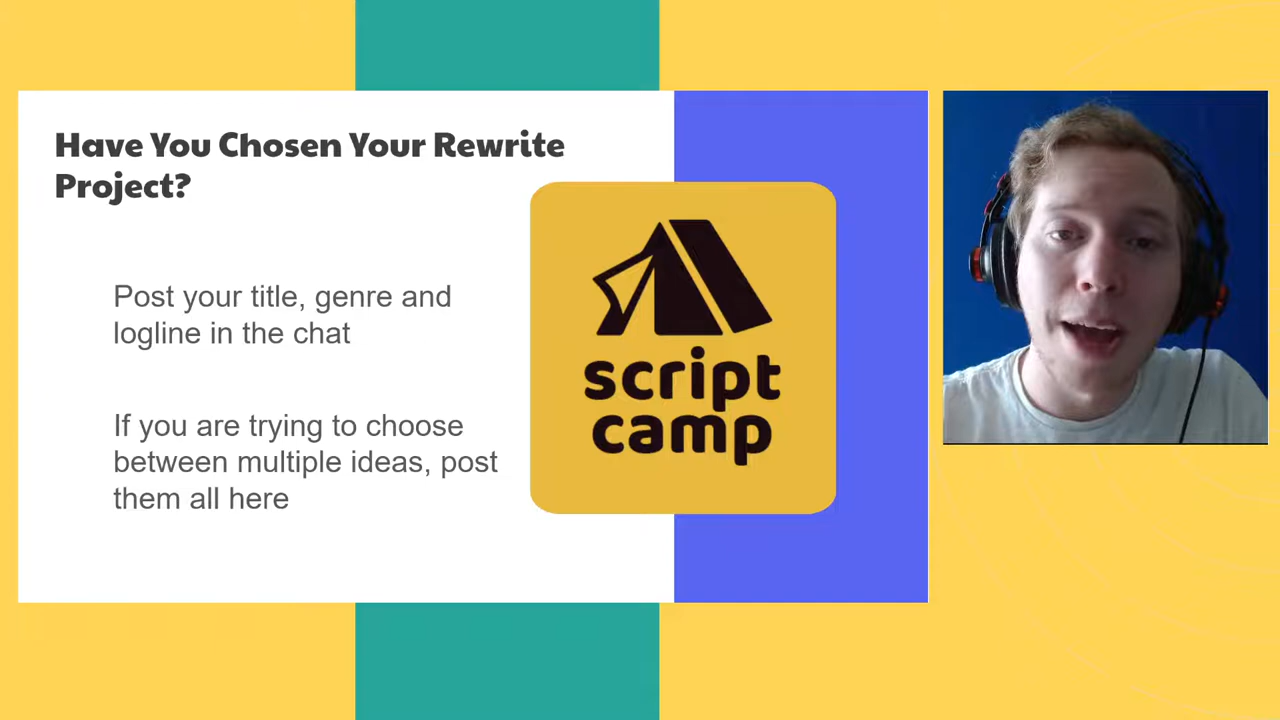 Have You Chosen Your Rewrite
Project?
Post your title, genre and
logline in the chat
If you are trying to choose
between multiple ideas, post
them all here
script
camp